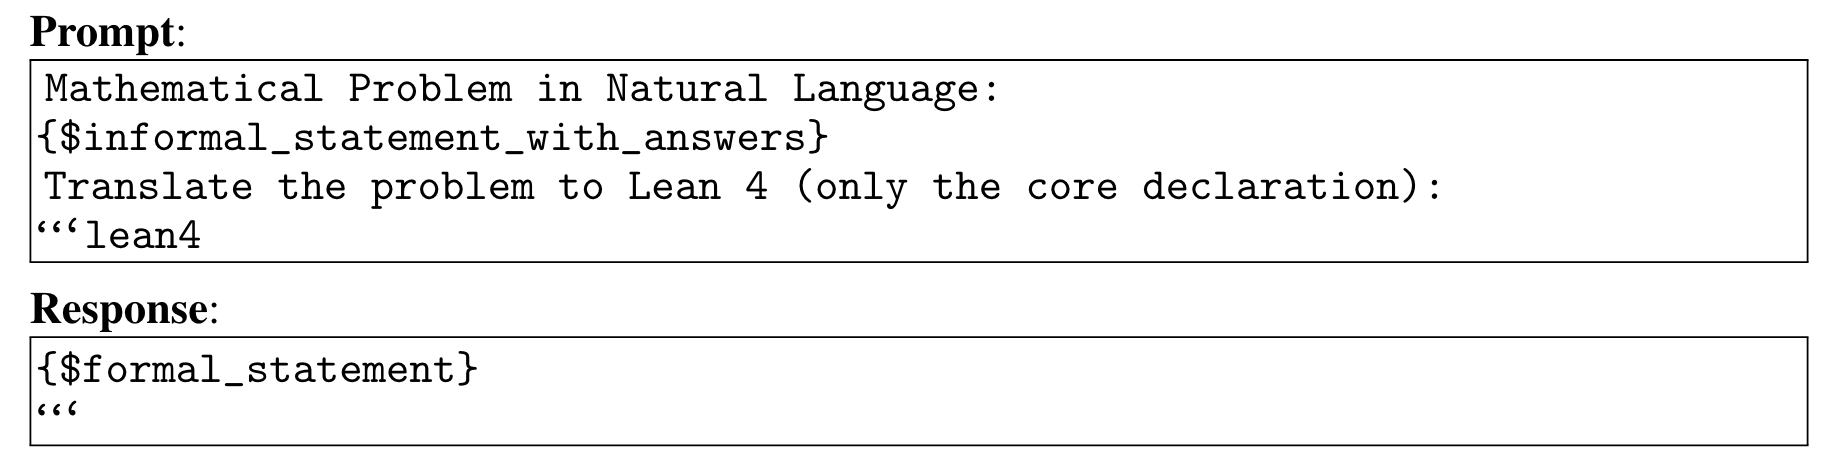 Prompt:
Mathematical Problem in Natural Language:
{$informal_statement_with_answers}
Translate the problem to Lean 4 (only the core declaration):
‘‘‘lean4
Response:
{$formal_statement}
‘‘‘